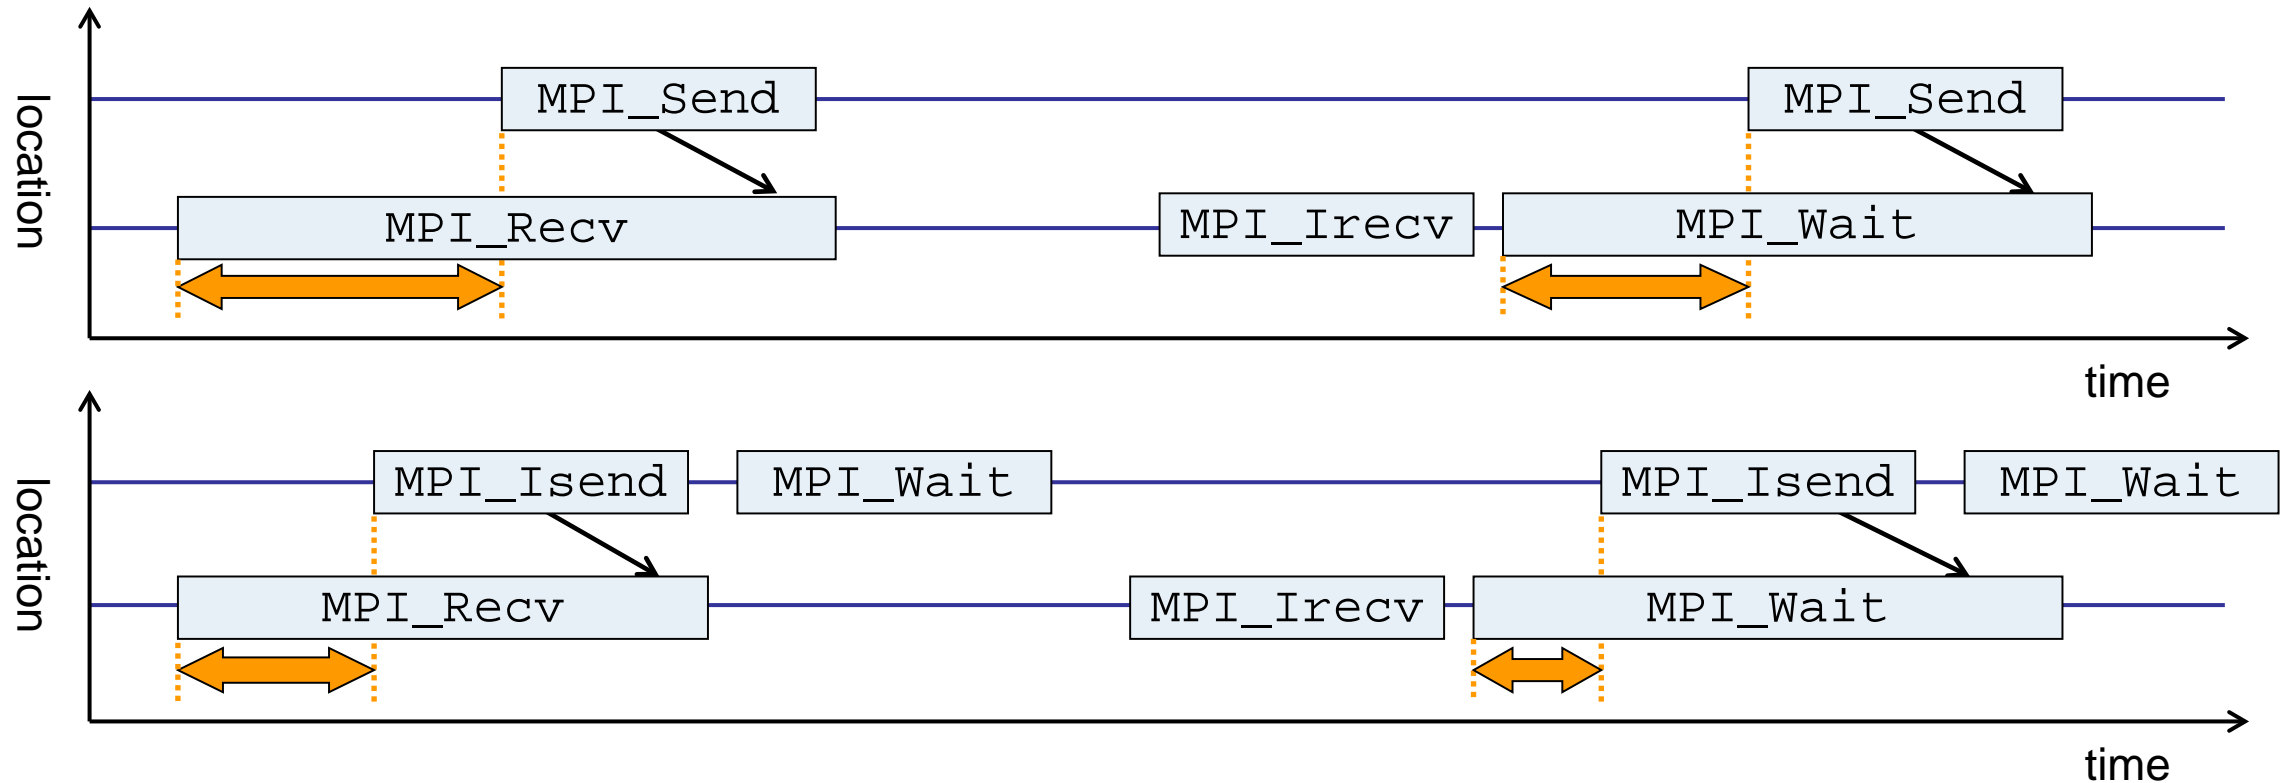 location
MPI_Send
MPI_Send
MPI_Recv
MPI_Irecv
MPI_Wait
time
location
MPI_Isend
MPI_Wait
MPI_Isend
MPI_Wait
MPI_Recv
MPI_Irecv
MPI_Wait
time